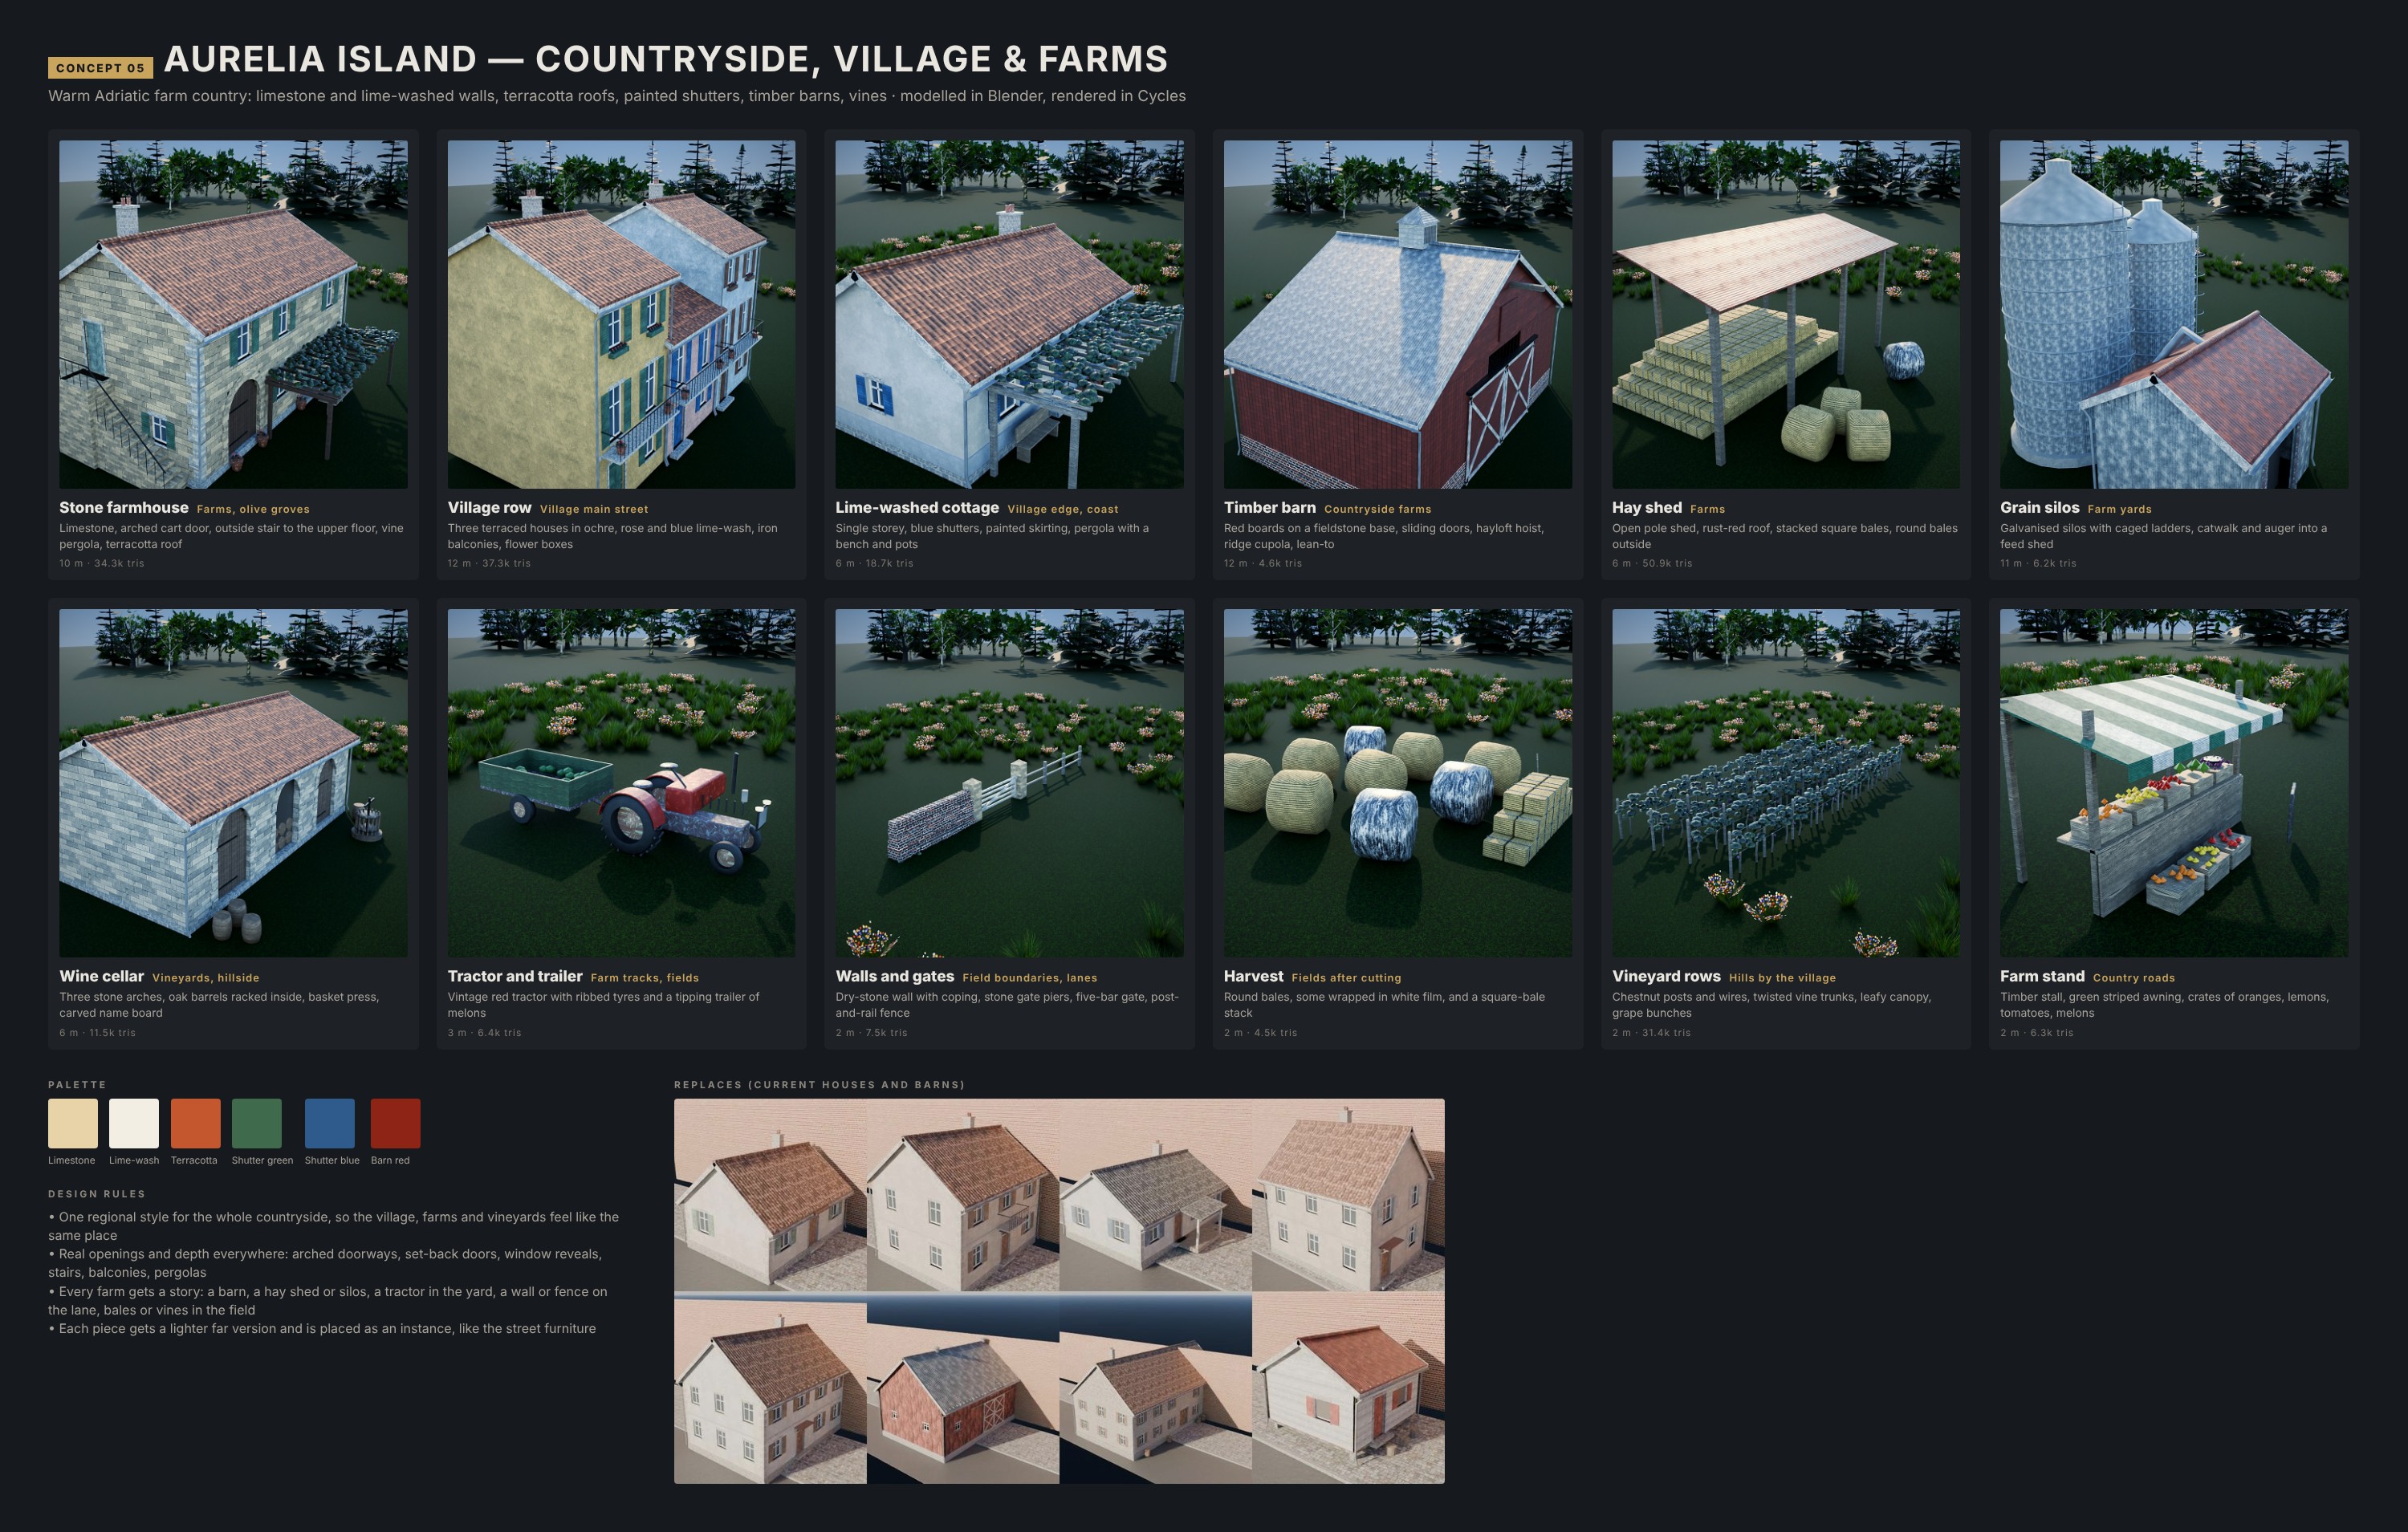 CONCEPT 05 AURELIA ISLAND — COUNTRYSIDE, VILLAGE & FARMS
Warm Adriatic farm country: limestone and lime-washed walls, terracotta roofs, painted shutters, timber barns, vines · modelled in Blender, rendered in Cycles
Stone farmhouse Farms, olive groves
Limestone, arched cart door, outside stair to the upper floor, vine
pergola, terracotta roof
10 m · 34.3k tris
Village row Village main street
Three terraced houses in ochre, rose and blue lime-wash, iron
balconies, flower boxes
12 m · 37.3k tris
Lime-washed cottage Village edge, coast
Single storey, blue shutters, painted skirting, pergola with a
bench and pots
6 m · 18.7k tris
Timber barn Countryside farms
Red boards on a fieldstone base, sliding doors, hayloft hoist,
ridge cupola, lean-to
12 m · 4.6k tris
Hay shed Farms
Open pole shed, rust-red roof, stacked square bales, round bales
outside
6 m · 50.9k tris
Grain silos Farm yards
Galvanised silos with caged ladders, catwalk and auger into a
feed shed
11 m · 6.2k tris
Wine cellar Vineyards, hillside
Three stone arches, oak barrels racked inside, basket press,
carved name board
6 m · 11.5k tris
Tractor and trailer Farm tracks, fields
Vintage red tractor with ribbed tyres and a tipping trailer of
melons
3 m · 6.4k tris
Walls and gates Field boundaries, lanes
Dry-stone wall with coping, stone gate piers, five-bar gate, post-
and-rail fence
2 m · 7.5k tris
Harvest Fields after cutting
Round bales, some wrapped in white film, and a square-bale
stack
2 m · 4.5k tris
Vineyard rows Hills by the village
Chestnut posts and wires, twisted vine trunks, leafy canopy,
grape bunches
2 m · 31.4k tris
Farm stand Country roads
Timber stall, green striped awning, crates of oranges, lemons,
tomatoes, melons
2 m · 6.3k tris
PALETTE
Limestone Lime-wash Terracotta Shutter green Shutter blue Barn red
DESIGN RULES
• One regional style for the whole countryside, so the village, farms and vineyards feel like the
same place
• Real openings and depth everywhere: arched doorways, set-back doors, window reveals,
stairs, balconies, pergolas
• Every farm gets a story: a barn, a hay shed or silos, a tractor in the yard, a wall or fence on
the lane, bales or vines in the field
• Each piece gets a lighter far version and is placed as an instance, like the street furniture
REPLACES (CURRENT HOUSES AND BARNS)